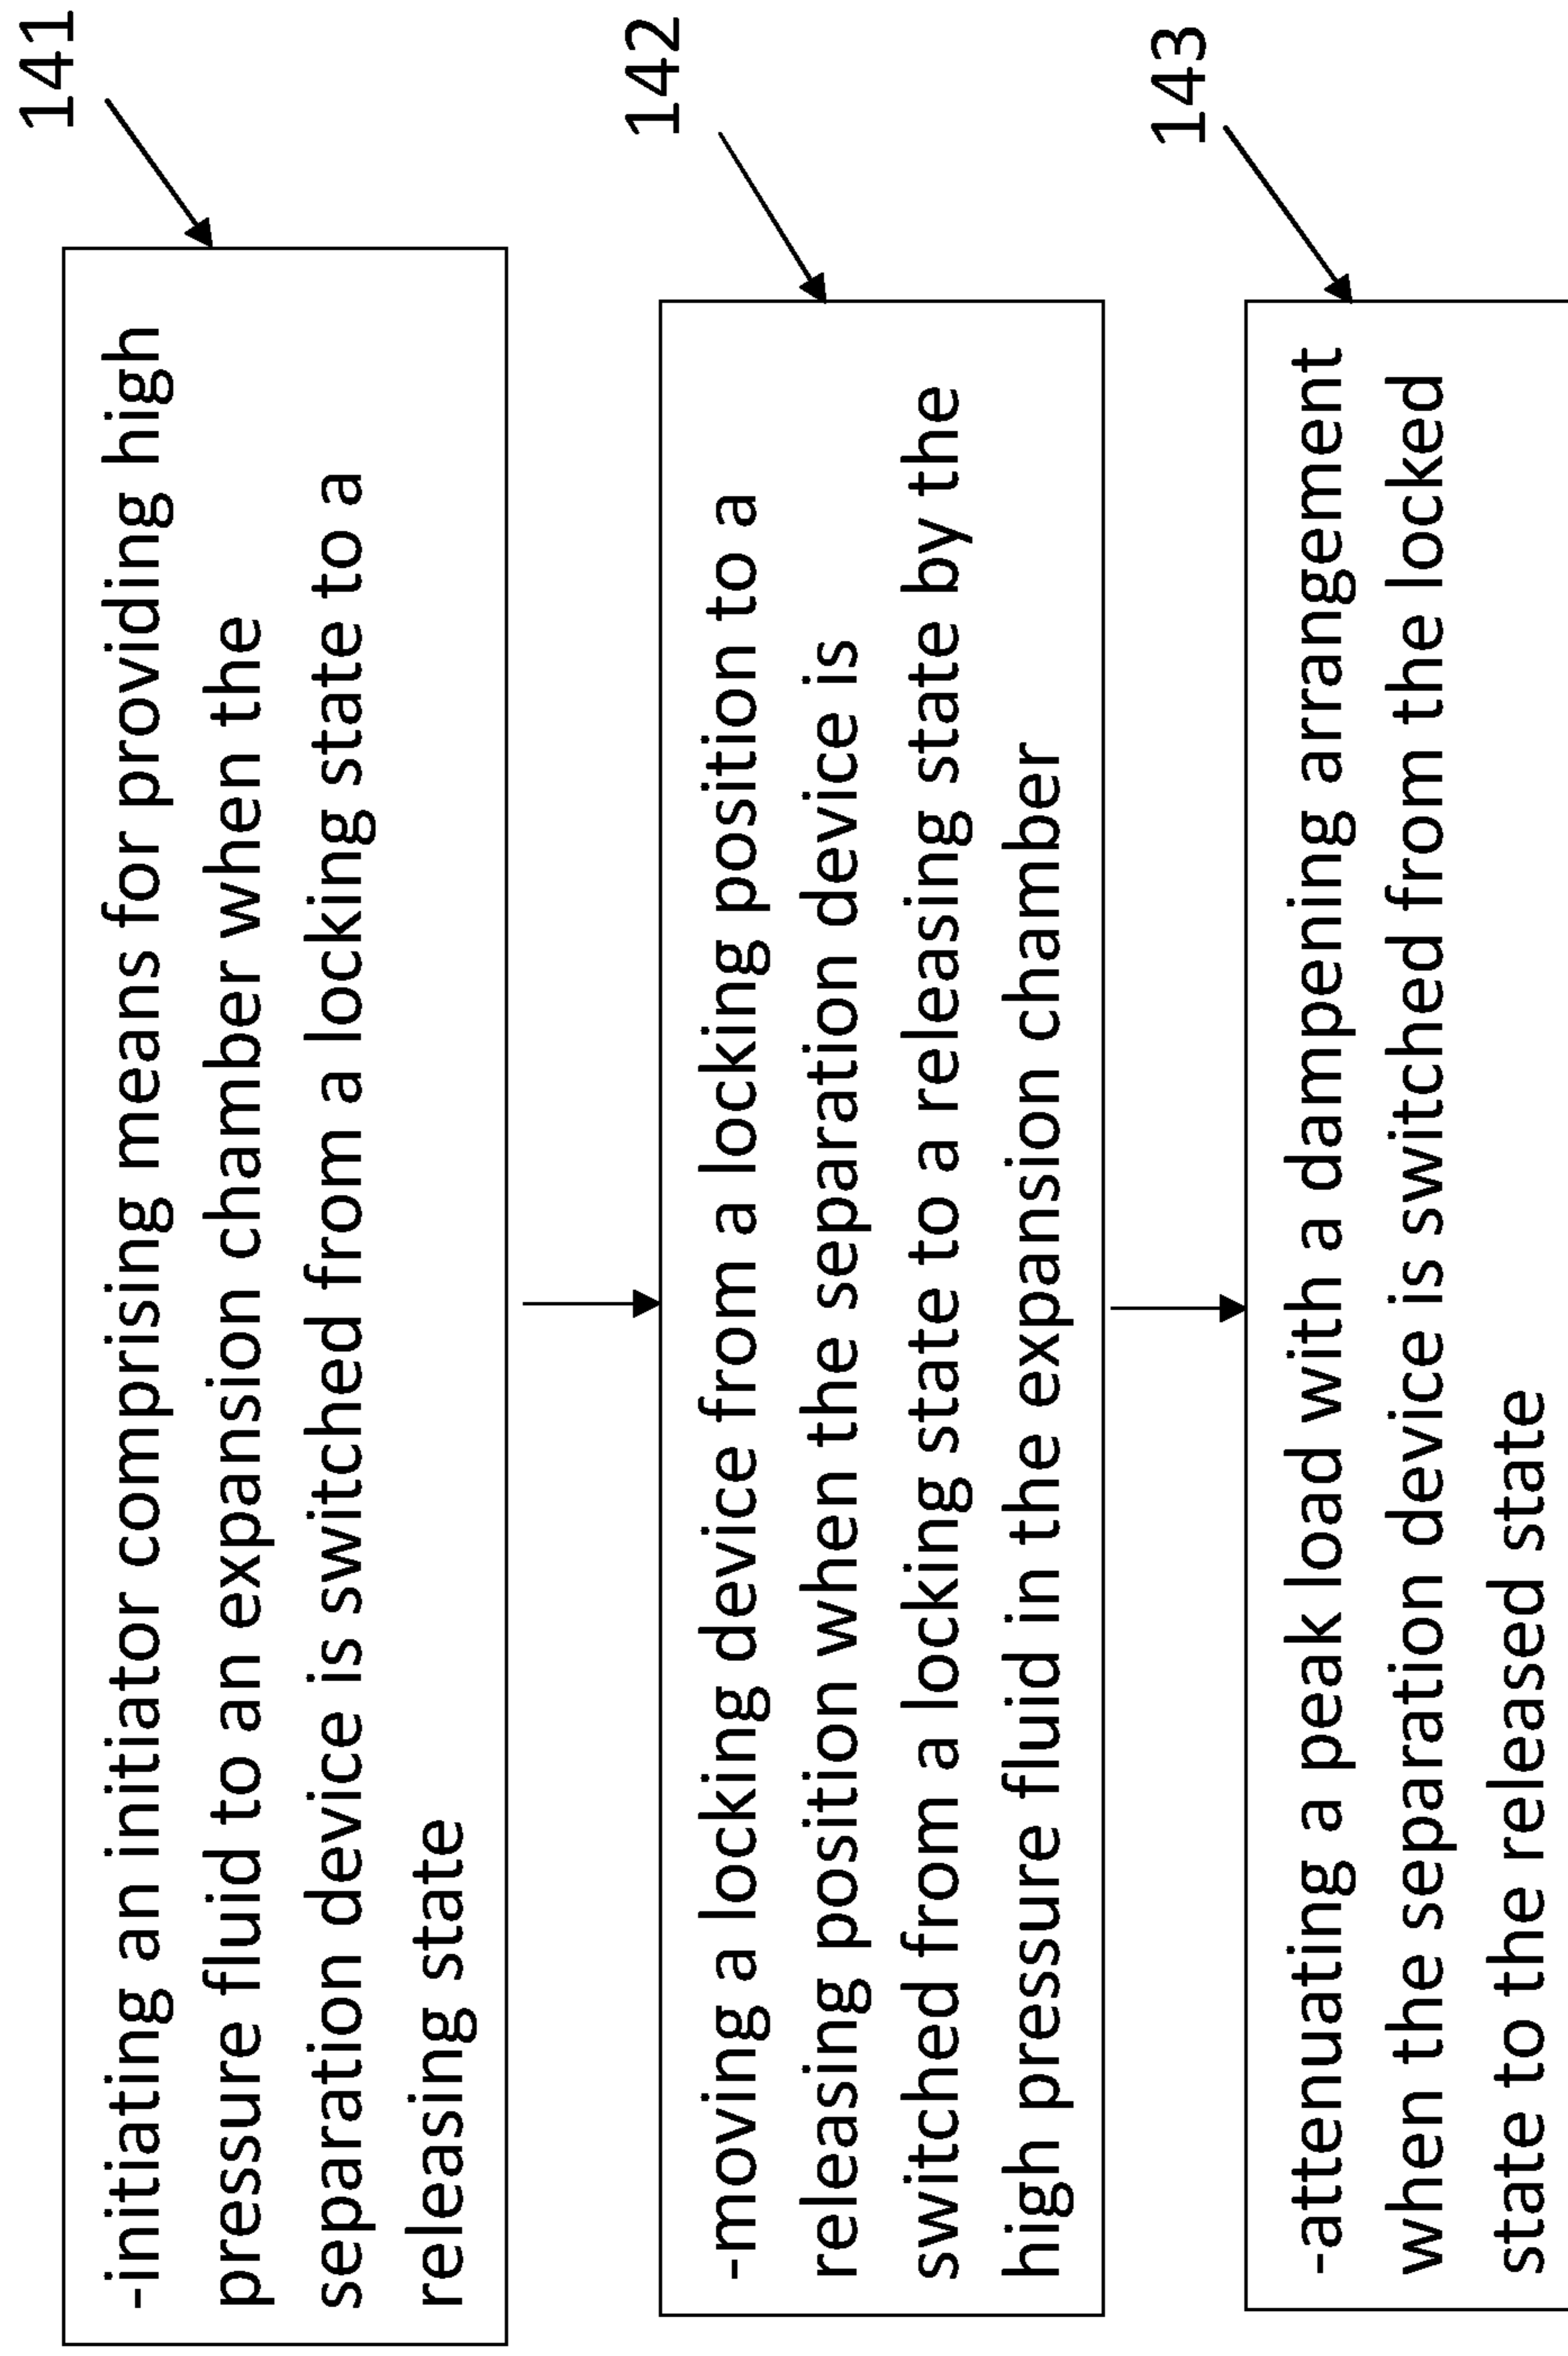 141
-initiating an initiator comprising means for providing high
pressure fluid to an expansion chamber when the
separation device is switched from a locking state to a
releasing state
142
-moving a locking device from a locking position to a
releasing position when the separation device is
switched from a locking state to a releasing state by the
high pressure fluid in the expansion chamber
143
-attenuating a peak load with a dampening arrangement
when the separation device is switched from the locked
state to the released state